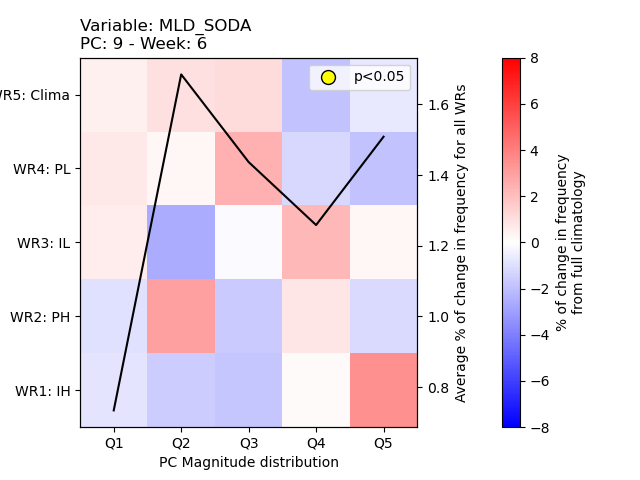 Variable: MLD_SODA
PC: 9 - Week: 6
p<0.05
WR5: Clima
WR4: PL
WR3: IL
WR2: PH
WR1: IH
Q1 Q2 Q3 Q4 Q5
PC Magnitude distribution
1.6
1.4
1.2
1.0
0.8
Average % of change in frequency for all WRs
8
6
4
2
0
−2
−4
−6
−8
% of change in frequency
from full climatology